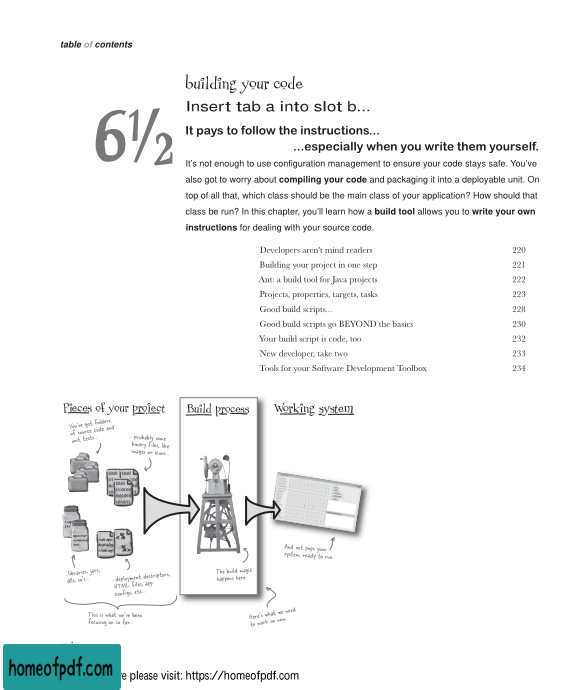 table of contents
building your code
6½
Insert tab a into slot b...
It pays to follow the instructions...
...especially when you write them yourself.
It's not enough to use configuration management to ensure your code stays safe. You've
also got to worry about compiling your code and packaging it into a deployable unit. On
top of all that, which class should be the main class of your application? How should that
class be run? In this chapter, you'll learn how a build tool allows you to write your own
instructions for dealing with your source code.
Developers aren't mind readers 220
Building your project in one step 221
Ant: a build tool for Java projects 222
Projects, properties, targets, tasks 223
Good build scripts... 228
Good build scripts go BEYOND the basics 230
Your build script is code, too 232
New developer, take two 233
Tools for your Software Development Toolbox 234
Pieces of your project
Build process
Working system
You've got folders
of source code and
unit tests...
...probably some
binary files, like
images or icons...
...libraries, jars,
dlls, so's...
...deployment descriptors,
HTML files, app
configs, etc...
The build magic
happens here.
And out pops your
system, ready to run.
This is what we've been
focusing on so far...
Here's what we need
to work on now.
homeofpdf.com
e please visit: https://homeofpdf.com